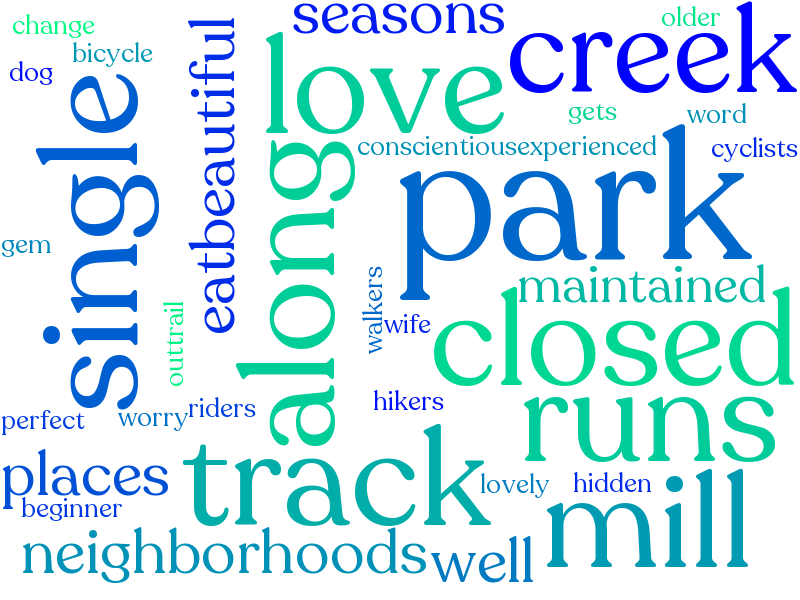 change
seasons
older
creek
bicycle
dog
single
eatbeautiful
love
along
gets
word
conscientiousexperienced
cyclists
park
gem
outtrail
walkers
wife
maintained
closed
perfect
worry
riders
hikers
runs
places
beginner
track
lovely
hidden
mill
neighborhoods
well